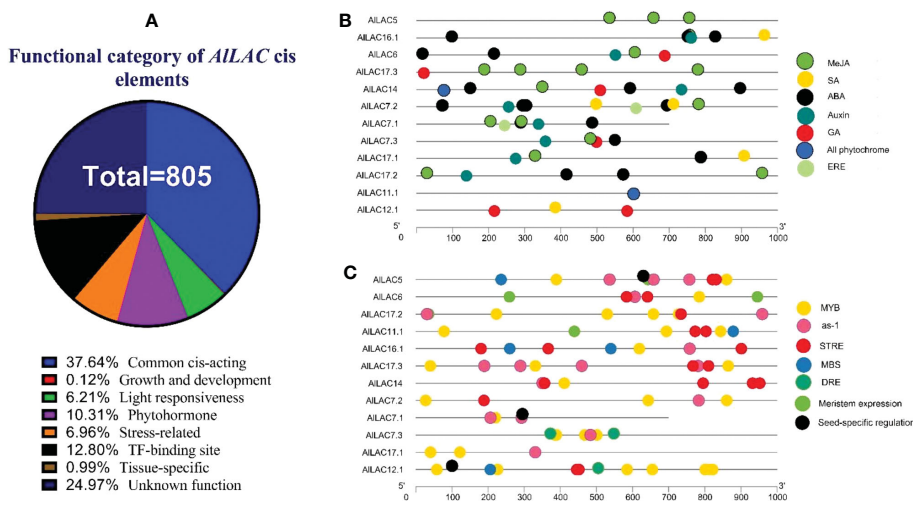 A
Functional category of AlLAC cis
elements
Total=805
37.64% Common cis-acting
0.12% Growth and development
6.21% Light responsiveness
10.31% Phytohormone
6.96% Stress-related
12.80% TF-binding site
0.99% Tissue-specific
24.97% Unknown function
B
AlLAC5
AlLAC16.1
AlLAC6
AlLAC17.3
AlLAC14
AlLAC7.2
AlLAC7.1
AlLAC7.3
AlLAC17.1
AlLAC17.2
AlLAC11.1
AlLAC12.1
5' 3'
0 100 200 300 400 500 600 700 800 900 1000
MeJA
SA
ABA
Auxin
GA
All phytochrome
ERE
C
AlLAC5
AlLAC6
AlLAC17.2
AlLAC11.1
AlLAC16.1
AlLAC17.3
AlLAC14
AlLAC7.2
AlLAC7.1
AlLAC7.3
AlLAC17.1
AlLAC12.1
5' 3'
0 100 200 300 400 500 600 700 800 900 1000
MYB
as-1
STRE
MBS
DRE
Meristem expression
Seed-specific regulation